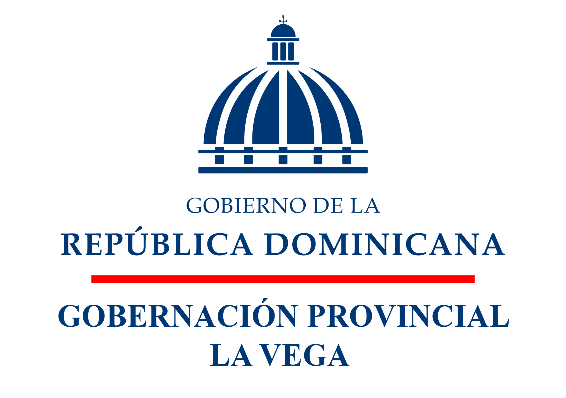 GOBIERNO DE LA
REPÚBLICA DOMINICANA
GOBERNACIÓN PROVINCIAL
LA VEGA